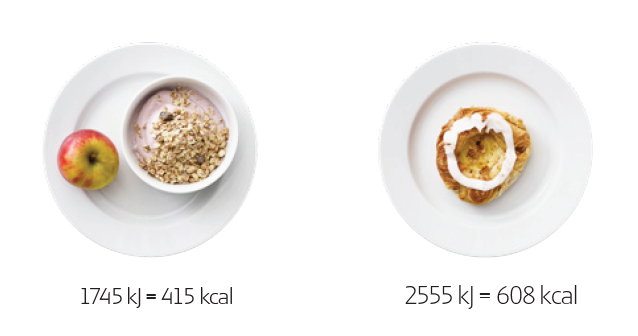 1745 kJ = 415 kcal
2555 kJ = 608 kcal